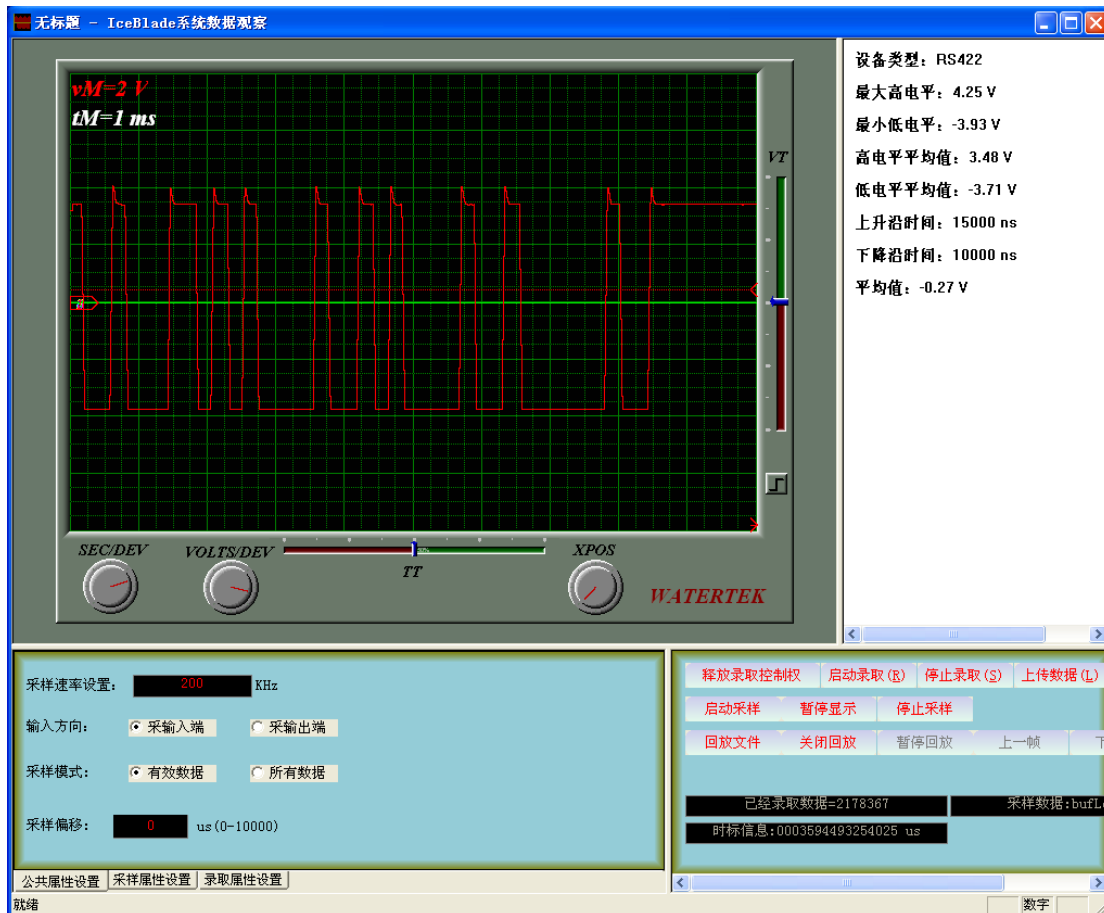 无标题 - IceBlade系统数据观察
vM=2 V
tM=1 ms
VT
SEC/DEV
VOLTS/DEV
50%
TT
XPOS
WATERTEK
设备类型：RS422
最大高电平：4.25 V
最小低电平：-3.93 V
高电平平均值：3.48 V
低电平平均值：-3.71 V
上升沿时间：15000 ns
下降沿时间：10000 ns
平均值：-0.27 V
采样速率设置： 200 KHz
输入方向： 采输入端 采输出端
采样模式： 有效数据 所有数据
采样偏移： 0 us(0-10000)
公共属性设置 采样属性设置 录取属性设置
释放录取控制权 启动录取(R) 停止录取(S) 上传数据(L)
启动采样 暂停显示 停止采样
回放文件 关闭回放 暂停回放 上一帧
已经录取数据=2178367 采样数据:bufL
时标信息:0003594493254025 us
就绪 数字